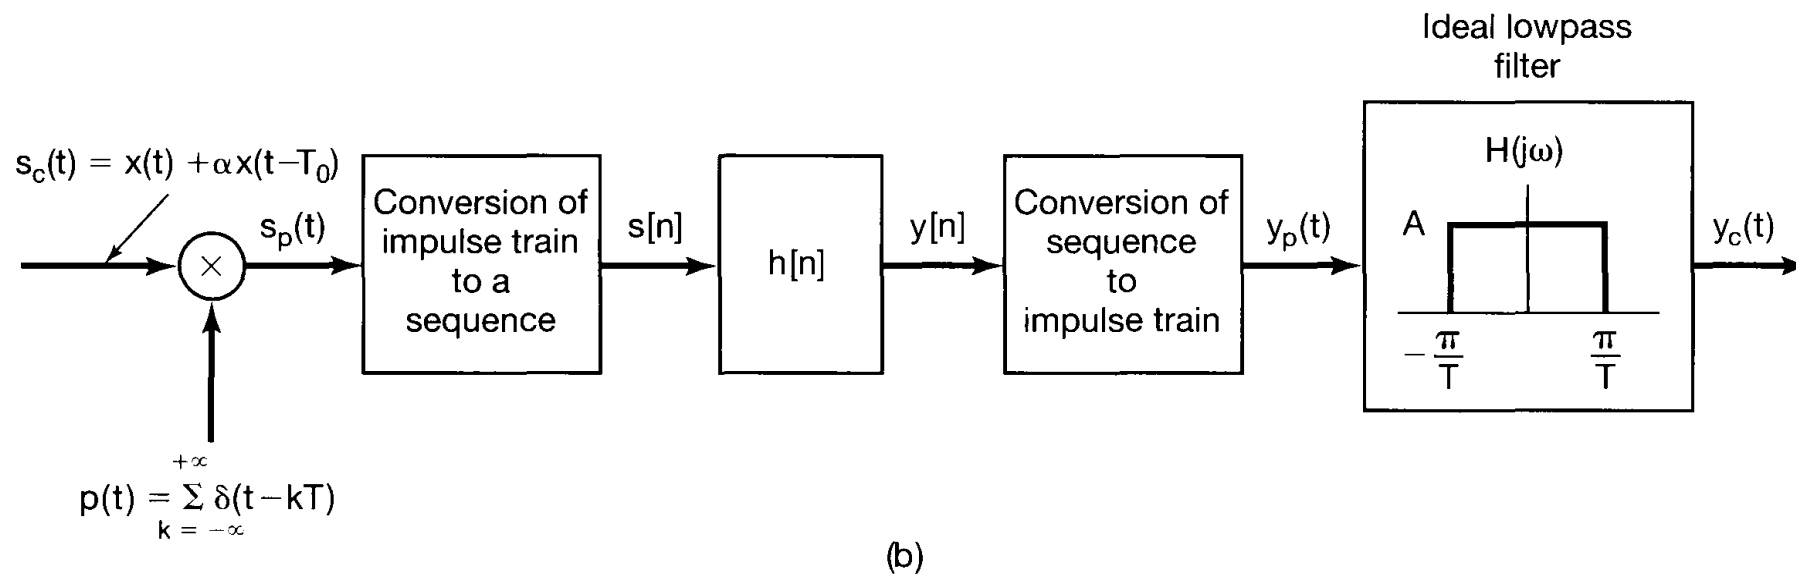 Ideal lowpass
filter
s_c(t) = x(t) + αx(t−T_0)
×
s_p(t)
Conversion of
impulse train
to a
sequence
s[n]
h[n]
y[n]
Conversion of
sequence
to
impulse train
y_p(t)
H(jω)
A
−π/T
π/T
y_c(t)
+∞
p(t) = Σ δ(t−kT)
k = −∞
(b)